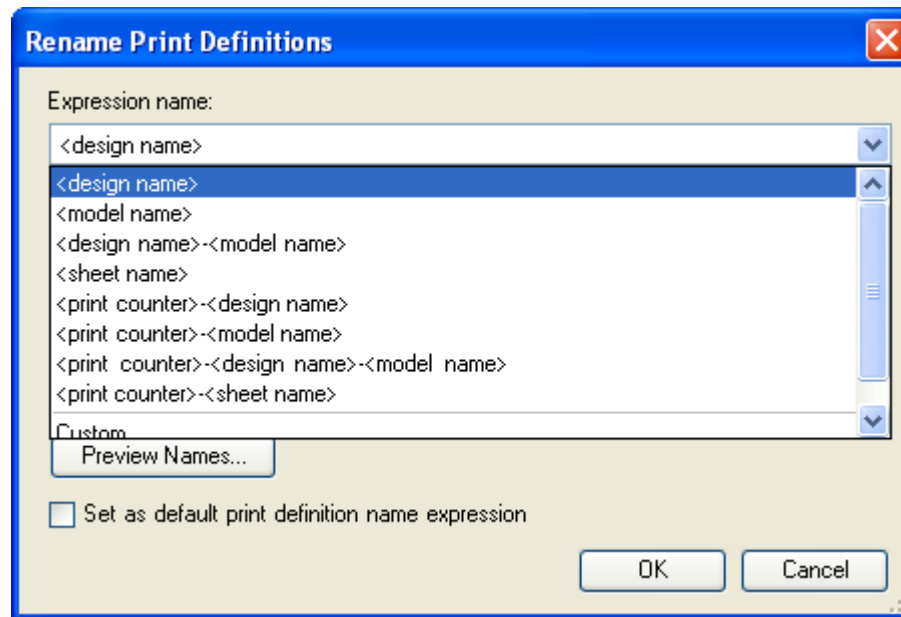 Rename Print Definitions
Expression name:
<design name>
<design name>
<model name>
<design name>-<model name>
<sheet name>
<print counter>-<design name>
<print counter>-<model name>
<print counter>-<design name>-<model name>
<print counter>-<sheet name>
Custom
Preview Names...
Set as default print definition name expression
OK Cancel